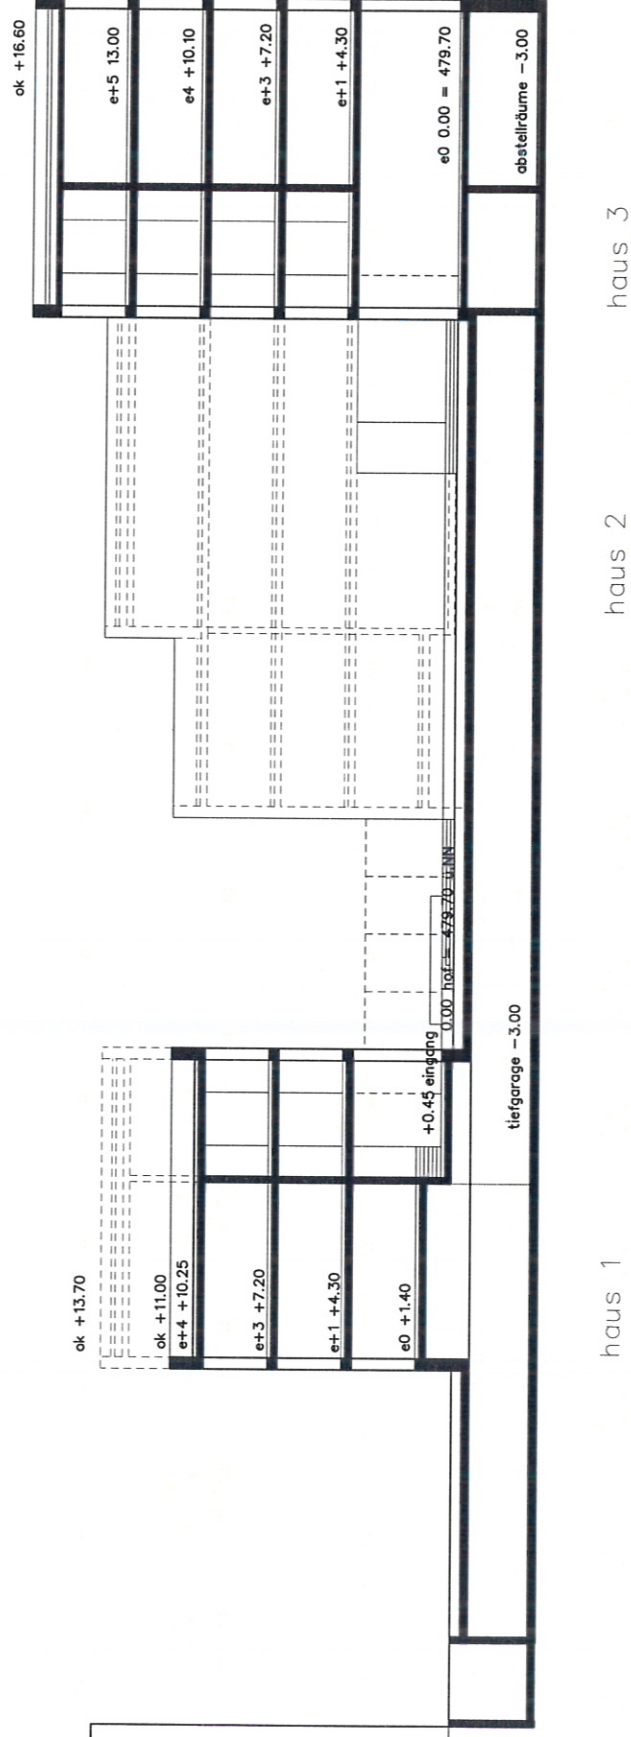 ok +13.70
ok +11.00
e+4 +10.25
e+3 +7.20
e+1 +4.30
e0 +1.40
+0.45 eingang
0.00 hof = 479.70 ü.NN
tiefgarage -3.00
ok +16.60
e+5 13.00
e4 +10.10
e+3 +7.20
e+1 +4.30
e0 0.00 = 479.70
abstellräume -3.00
haus 1
haus 2
haus 3